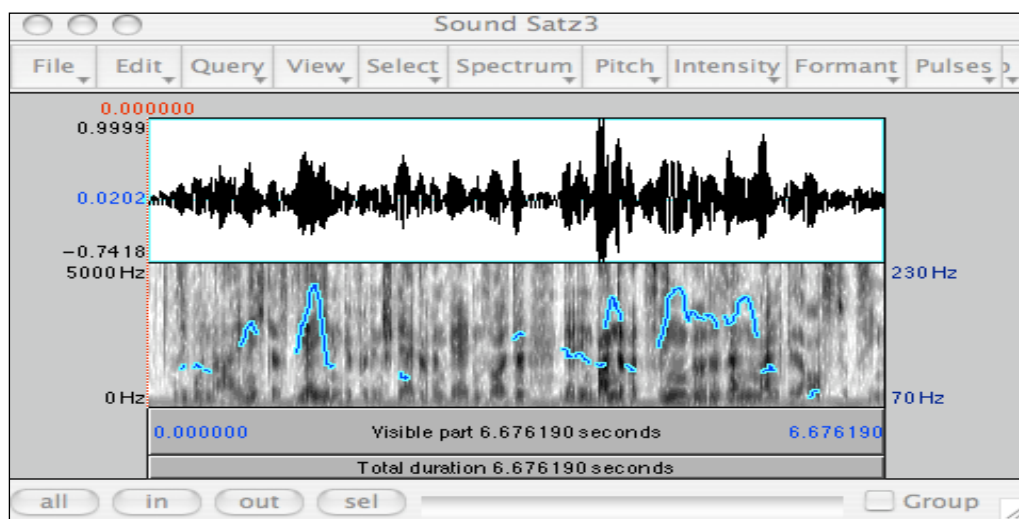 Sound Satz3
File Edit Query View Select Spectrum Pitch Intensity Formant Pulses
0.000000
0.9999
0.0202
-0.7418
5000 Hz 230 Hz
0 Hz 70 Hz
0.000000 Visible part 6.676190 seconds 6.676190
Total duration 6.676190 seconds
all in out sel Group